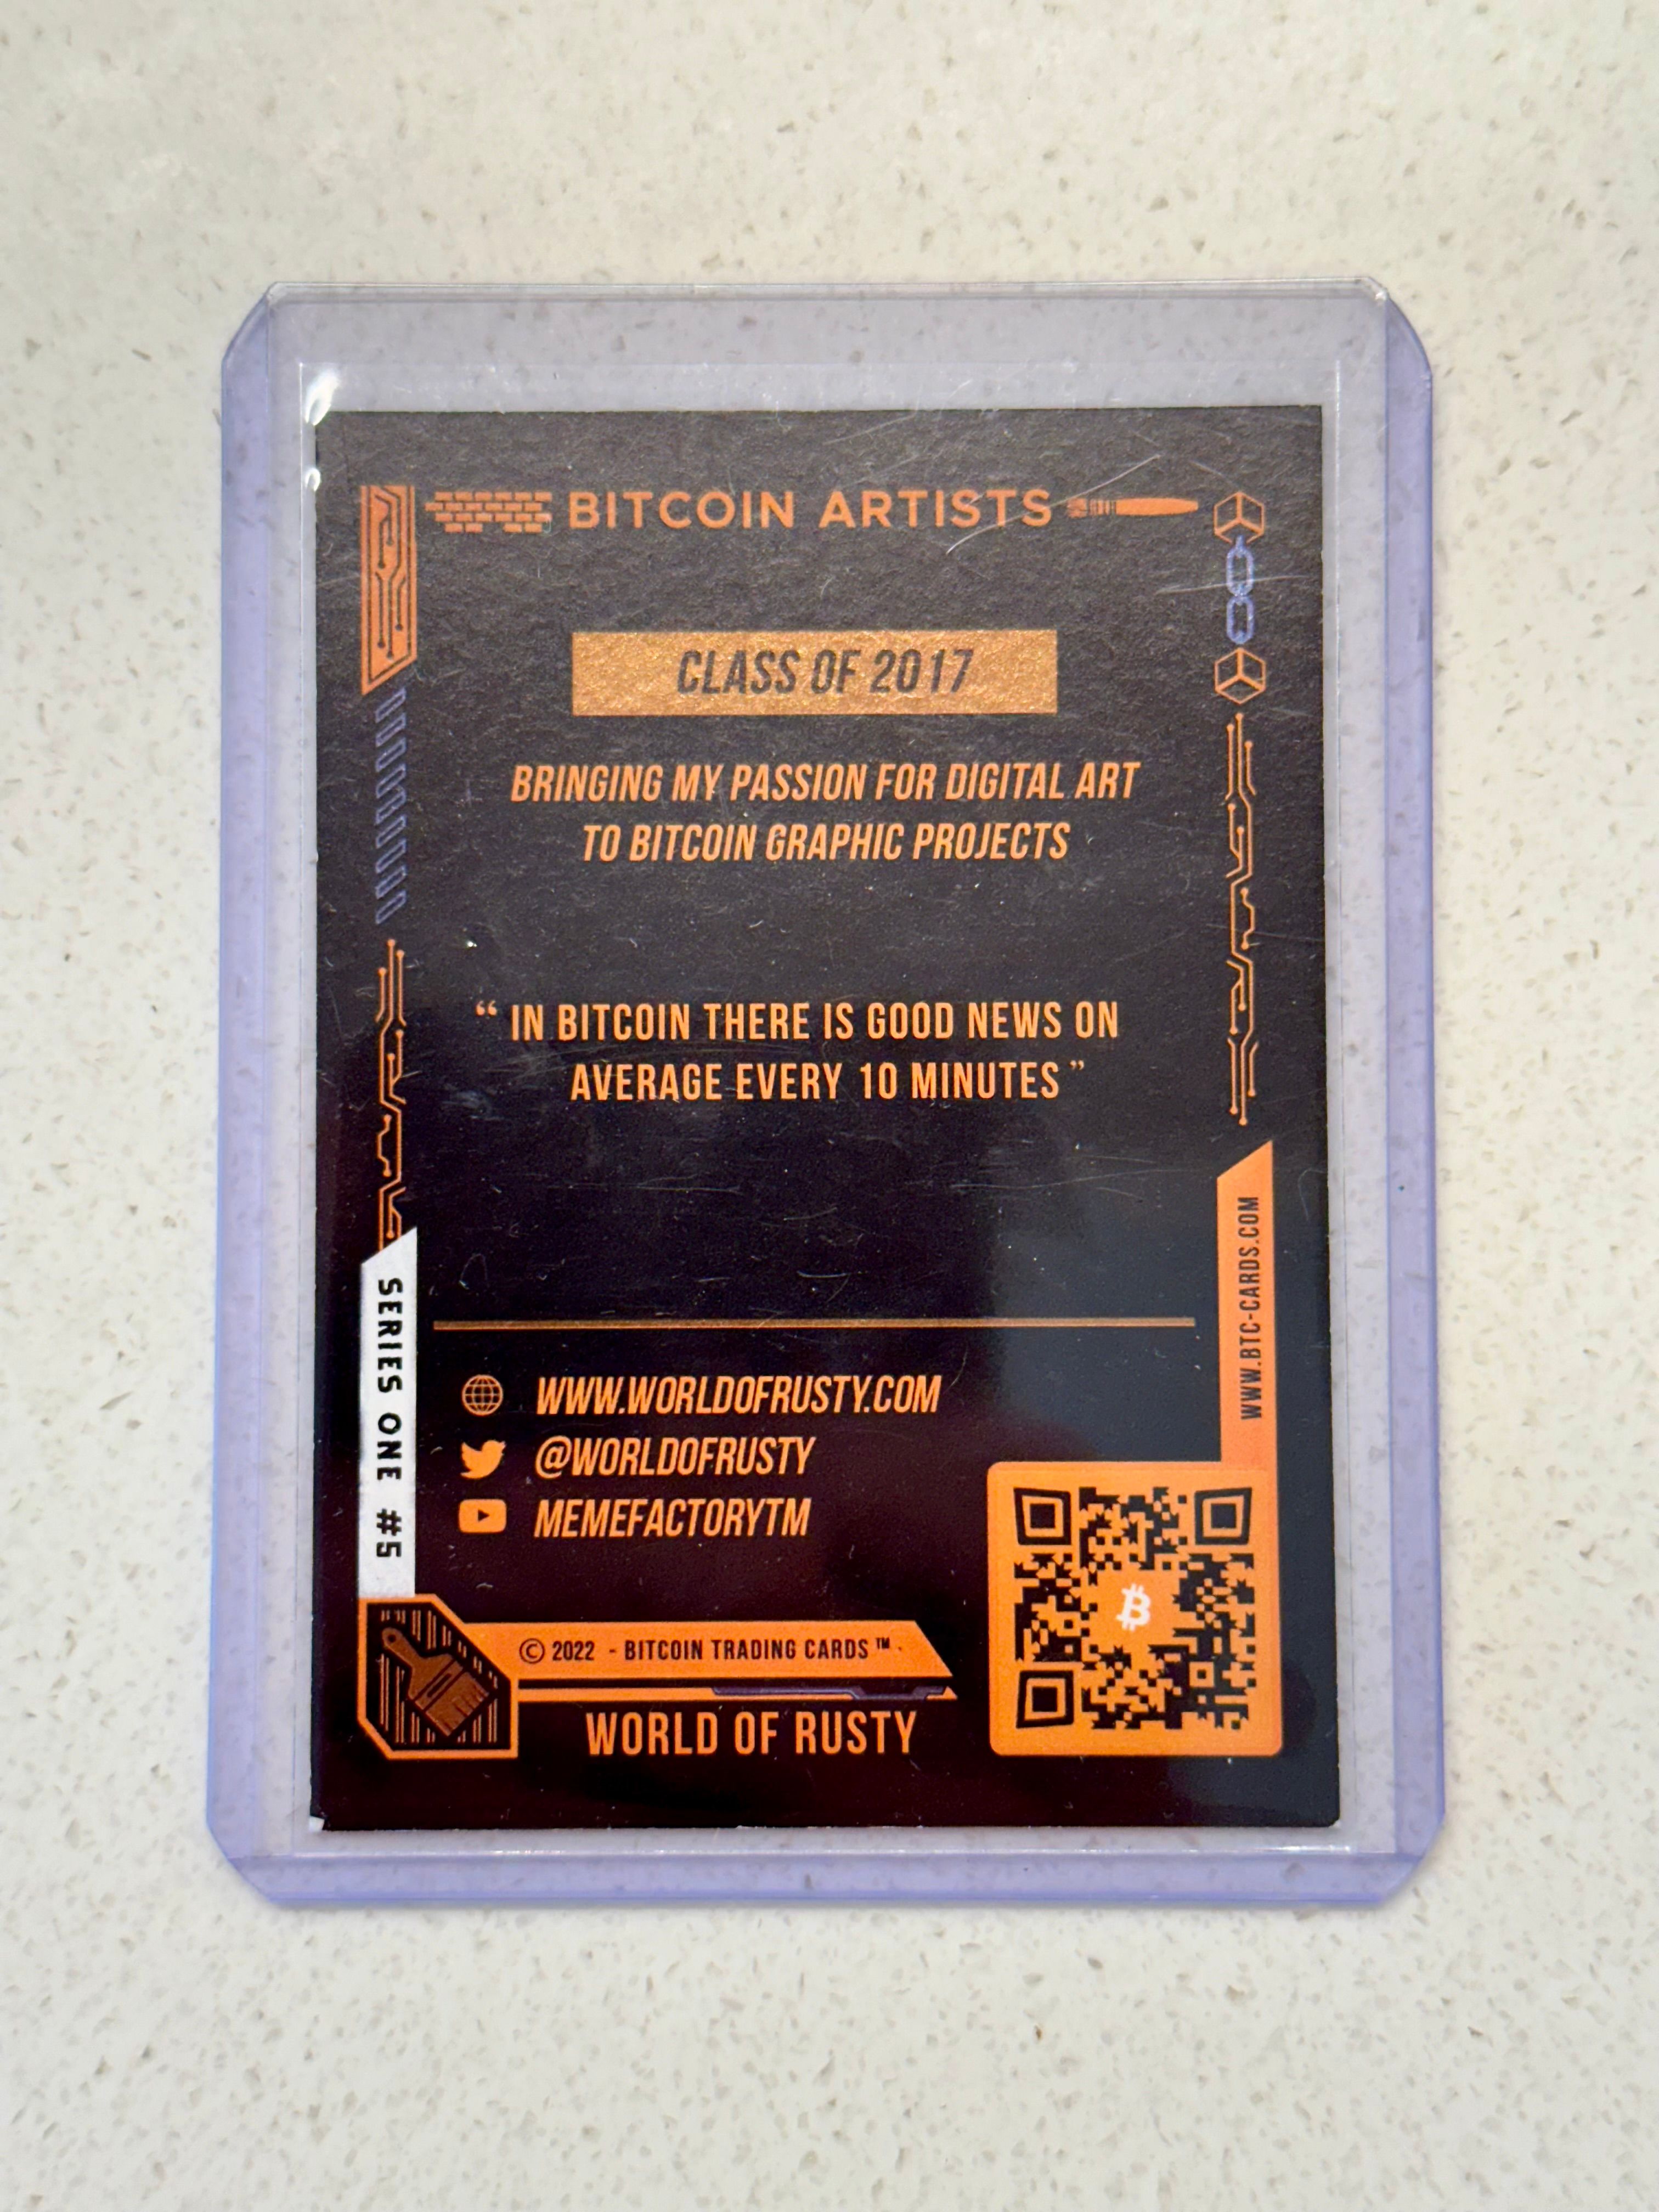 BITCOIN ARTISTS
CLASS OF 2017
BRINGING MY PASSION FOR DIGITAL ART
TO BITCOIN GRAPHIC PROJECTS
“ IN BITCOIN THERE IS GOOD NEWS ON
AVERAGE EVERY 10 MINUTES ”
WWW.BTC-CARDS.COM
SERIES ONE #5
WWW.WORLDOFRUSTY.COM
@WORLDOFRUSTY
MEMEFACTORYTM
© 2022 - BITCOIN TRADING CARDS™ -
WORLD OF RUSTY